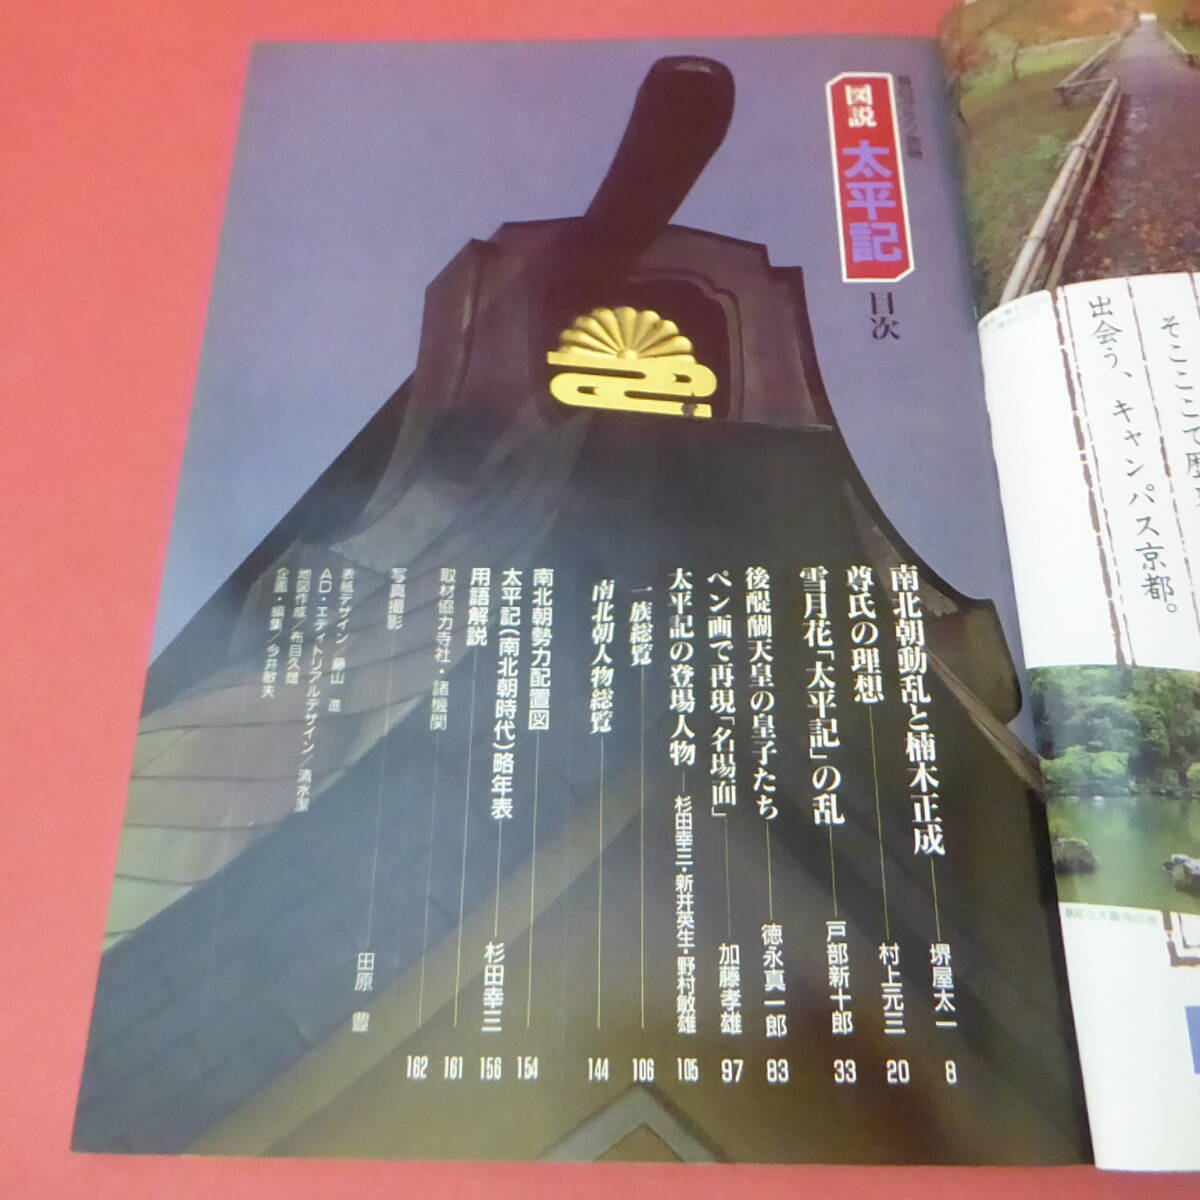 図説 太平記
目次
南北朝動乱と楠木正成 堺屋太一 8
尊氏の理想 村上元三 20
雪月花「太平記」の乱 戸部新十郎 33
後醍醐天皇の皇子たち 徳永真一郎 83
ペン画で再現「名場面」 加藤孝雄 97
太平記の登場人物 杉田幸三・新井英生・野村敏雄 105
一族総覧 106
南北朝人物総覧 144
南北朝勢力配置図 154
太平記(南北朝時代)略年表 杉田幸三 156
用語解説 161
取材協力寺社・諸機関 162
写真撮影 田原 豊
表紙デザイン/藤山 進
AD・エディトリアルデザイン/清水潔
地図作成/布目久雄
企画・編集/今井敏夫
そこここで歴
出会う、キャンパス京都。